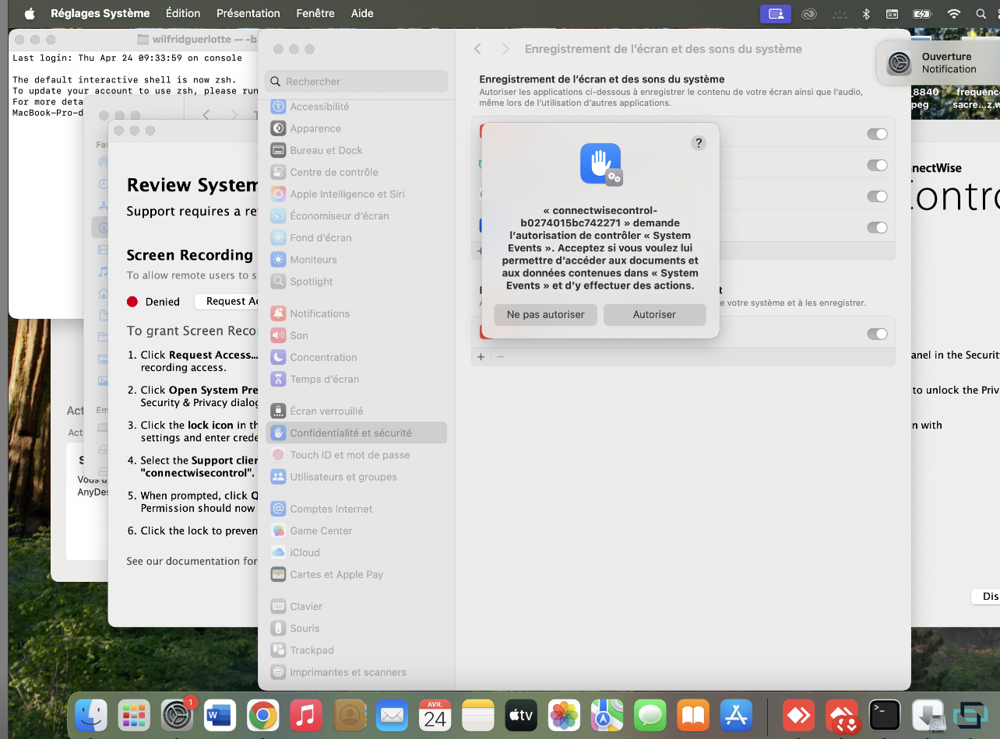 Réglages Système Édition Présentation Fenêtre Aide
wilfridguerlotte — -b
Last login: Thu Apr 24 09:33:59 on console
The default interactive shell is now zsh.
To update your account to use zsh, please run
For more deta
MacBook-Pro-d
Fav
Em
Act
Act
S
Vous
AnyDes
Review System
Support requires a re
Screen Recording
To allow remote users to s
Denied
Request Ac
To grant Screen Reco
1. Click Request Access...
recording access.
2. Click Open System Pre
Security & Privacy dialog
3. Click the lock icon in th
settings and enter crede
4. Select the Support clier
"connectwisecontrol".
5. When prompted, click Q
Permission should now
6. Click the lock to preven
See our documentation for
Rechercher
Accessibilité
Apparence
Bureau et Dock
Centre de contrôle
Apple Intelligence et Siri
Économiseur d'écran
Fond d'écran
Moniteurs
Spotlight
Notifications
Son
Concentration
Temps d'écran
Écran verrouillé
Confidentialité et sécurité
Touch ID et mot de passe
Utilisateurs et groupes
Comptes Internet
Game Center
iCloud
Cartes et Apple Pay
Clavier
Souris
Trackpad
Imprimantes et scanners
Enregistrement de l'écran et des sons du système
Enregistrement de l'écran et des sons du système
Autoriser les applications ci-dessous à enregistrer le contenu de votre écran ainsi que l'audio,
même lors de l'utilisation d'autres applications.
?
« connectwisecontrol-
b0274015bc742271 » demande
l'autorisation de contrôler « System
Events ». Acceptez si vous voulez lui
permettre d'accéder aux documents et
aux données contenues dans « System
Events » et d'y effectuer des actions.
Ne pas autoriser
Autoriser
t
e votre système et à les enregistrer.
+ −
Ouverture
Notification
_8840
peg
frequence
sacre...z.w
nectWise
ontro
anel in the Securit
to unlock the Priv
n with
Dis
1
W
AVR.
24
tv
>_